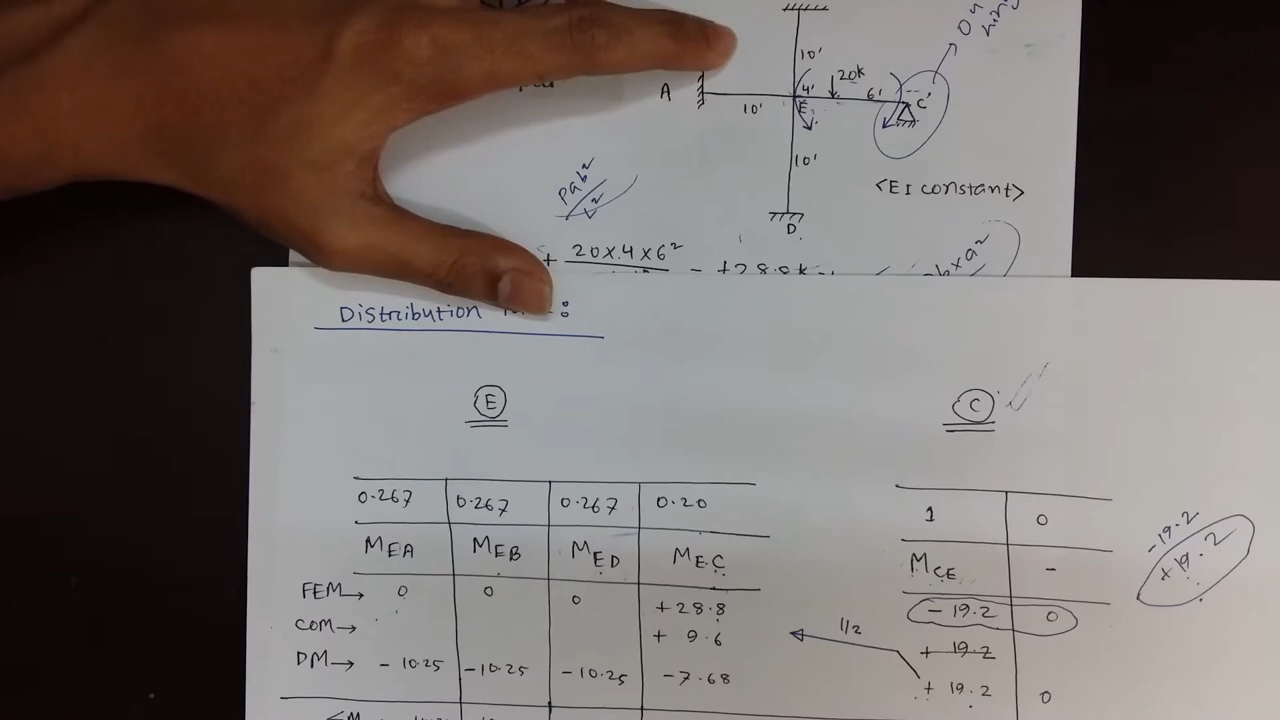 10'
20k
A
4'
6'
10'
E
C
10'
<EI constant>
D
Pab²
+ 20×4×6²
Distribution
E
C
0.267 0.267 0.267 0.20
1 0
MEA MEB MED MEC
MCE -
-19.2
+19.2
FEM→ 0 0 0 +28.8
-19.2 0
COM→ + 9.6
1/2
+ 19.2
DM→ -10.25 -10.25 -10.25 -7.68
+ 19.2 0